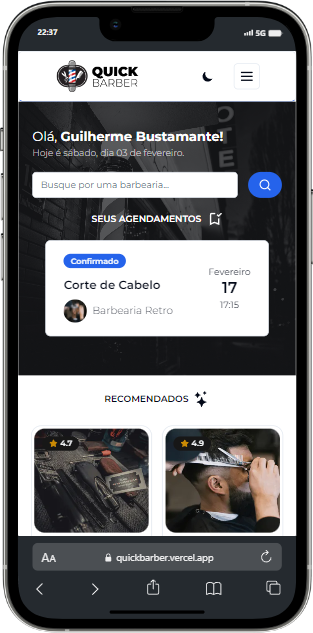 22:37
5G
QUICK
BARBER
Olá, Guilherme Bustamante!
Hoje é sábado, dia 03 de fevereiro.
Busque por uma barbearia...
SEUS AGENDAMENTOS
Confirmado
Corte de Cabelo
Barbearia Retro
Fevereiro
17
17:15
RECOMENDADOS
4.7
4.9
AA
quickbarber.vercel.app